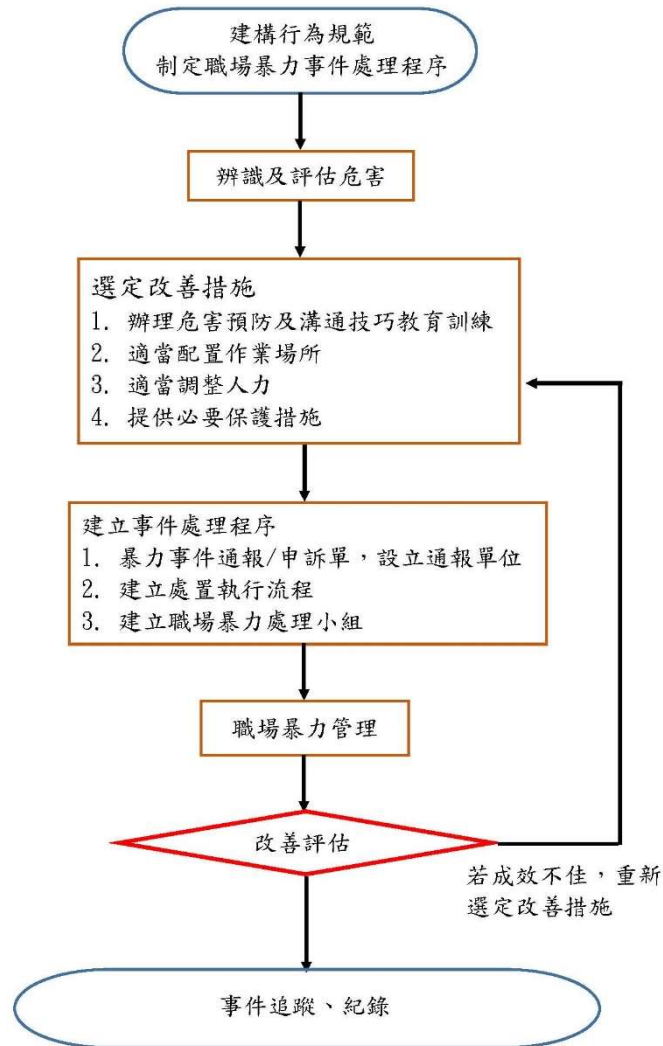 建構行為規範
制定職場暴力事件處理程序
辨識及評估危害
選定改善措施
1. 辦理危害預防及溝通技巧教育訓練
2. 適當配置作業場所
3. 適當調整人力
4. 提供必要保護措施
建立事件處理程序
1. 暴力事件通報/申訴單，設立通報單位
2. 建立處置執行流程
3. 建立職場暴力處理小組
職場暴力管理
改善評估
若成效不佳，重新
選定改善措施
事件追蹤、紀錄